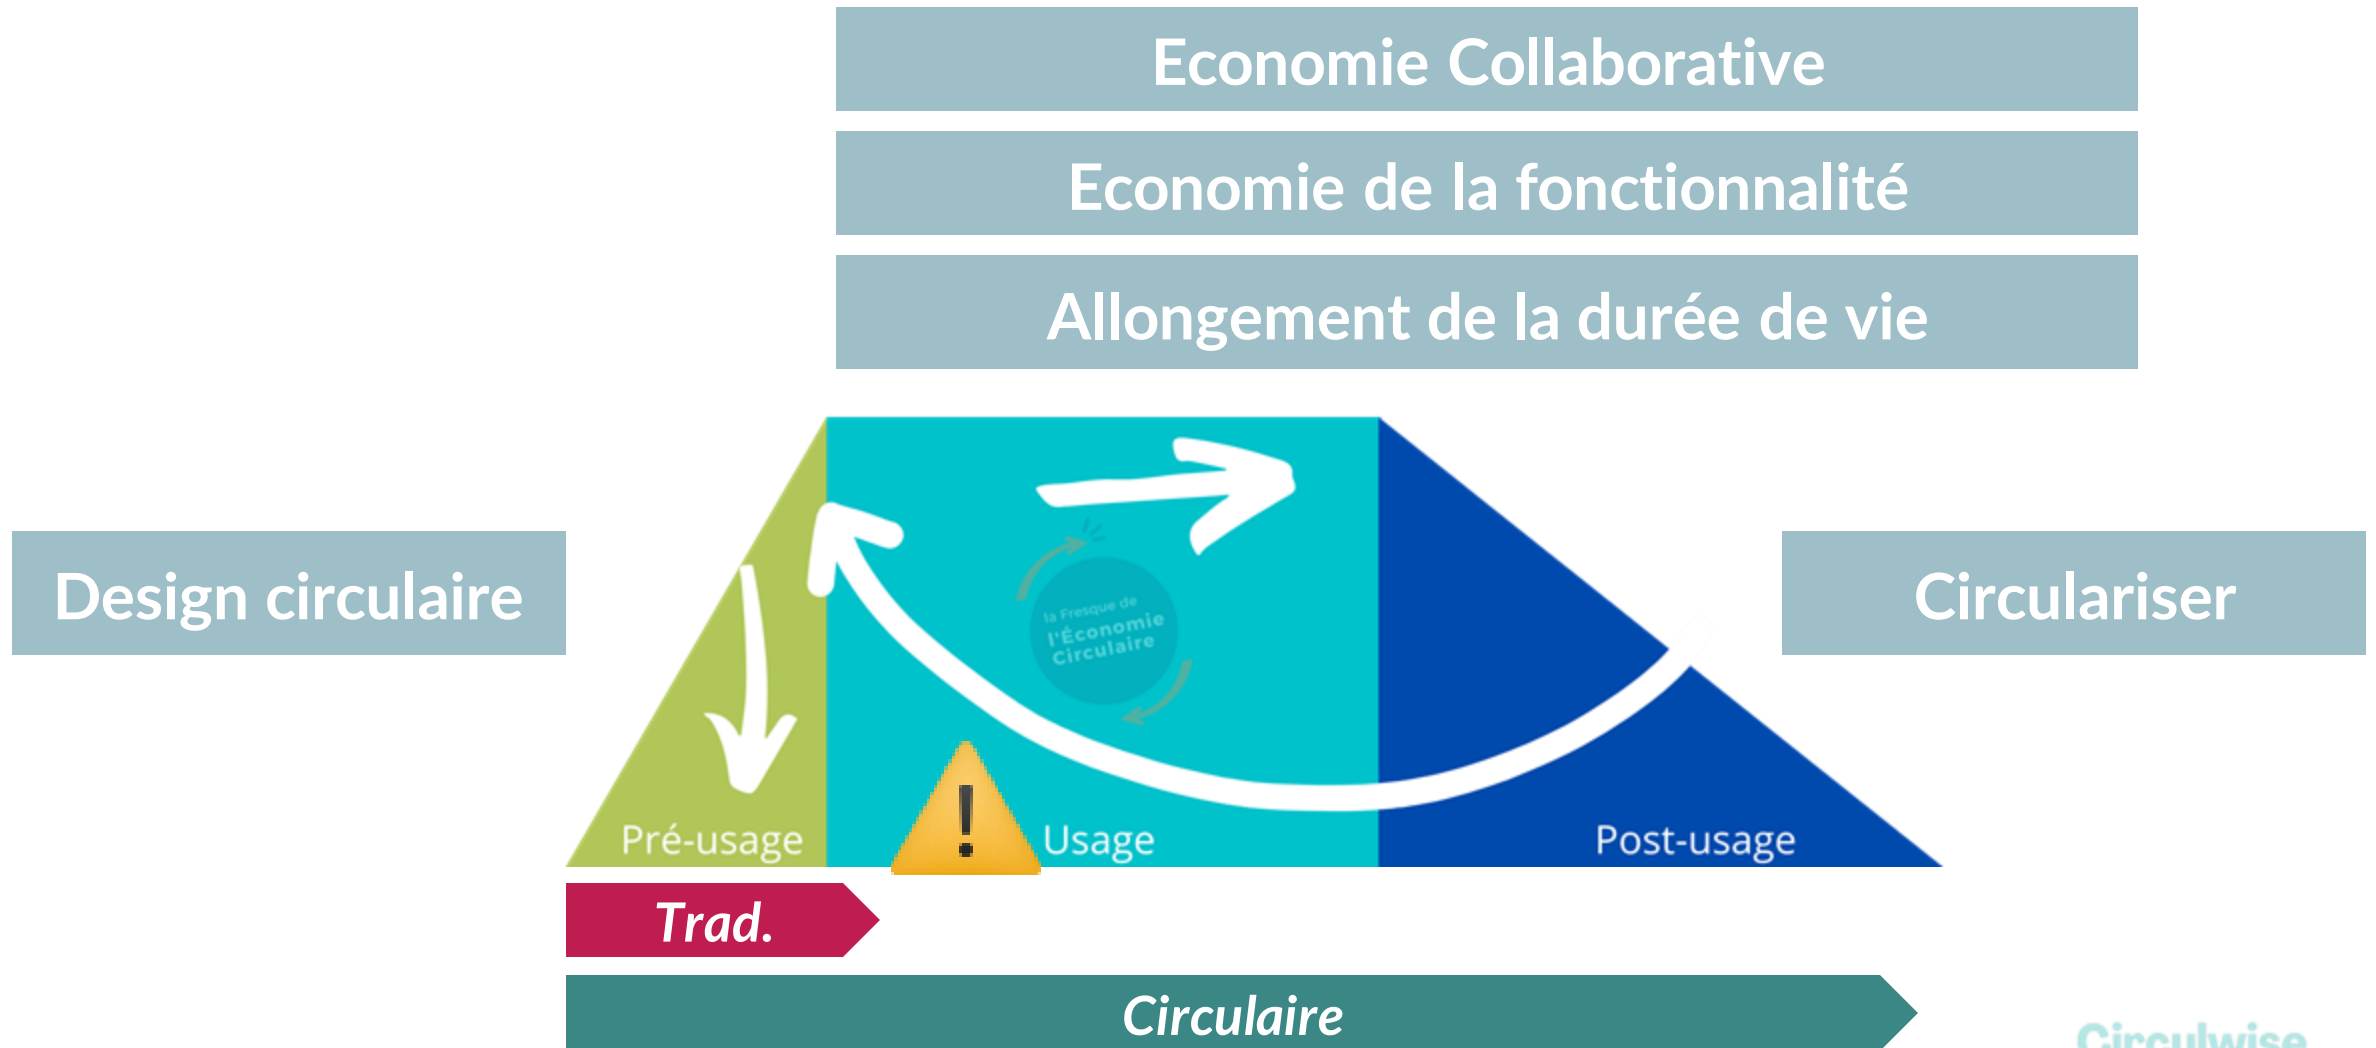 Economie Collaborative
Economie de la fonctionnalité
Allongement de la durée de vie
Design circulaire
Circulariser
la Fresque de
l'Économie
Circulaire
!
Pré-usage
Usage
Post-usage
Trad.
Circulaire
Circulwise